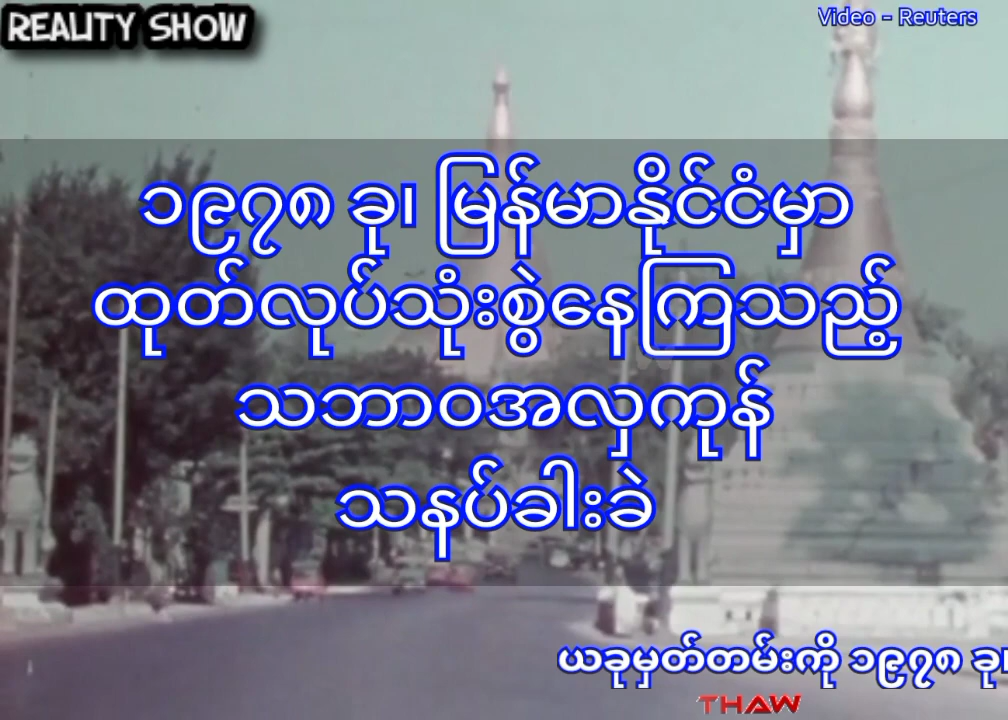 REALITY SHOW
Video - Reuters
၁၉၇၈ ခု၊ မြန်မာနိုင်ငံမှာ
ထုတ်လုပ်သုံးစွဲနေကြသည့်
သဘာဝအလှကုန်
သနပ်ခါးခဲ
ယခုမှတ်တမ်းကို ၁၉၇၈ ခု၊
THAW